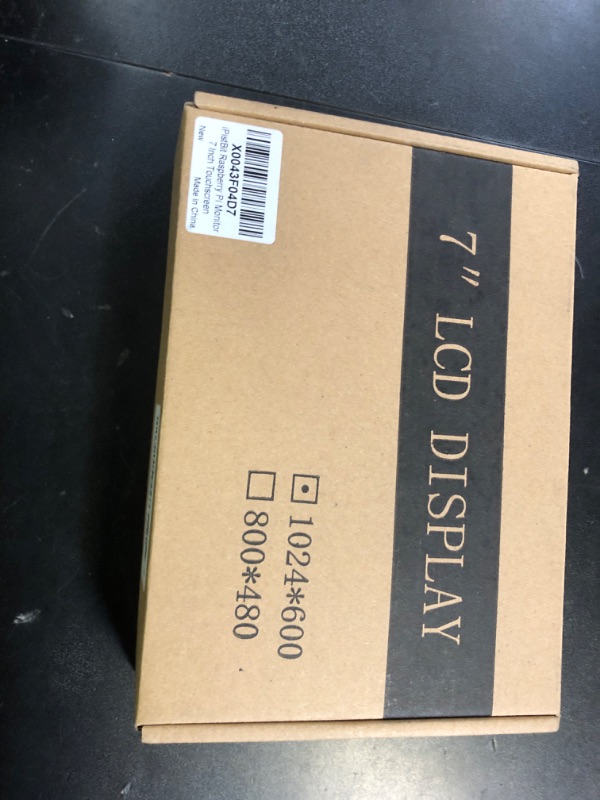 7" LCD DISPLAY
1024*600
800*480
X0043F04D7
iPistBit Raspberry Pi Monitor
7 Inch Touchscreen
New
Made in China